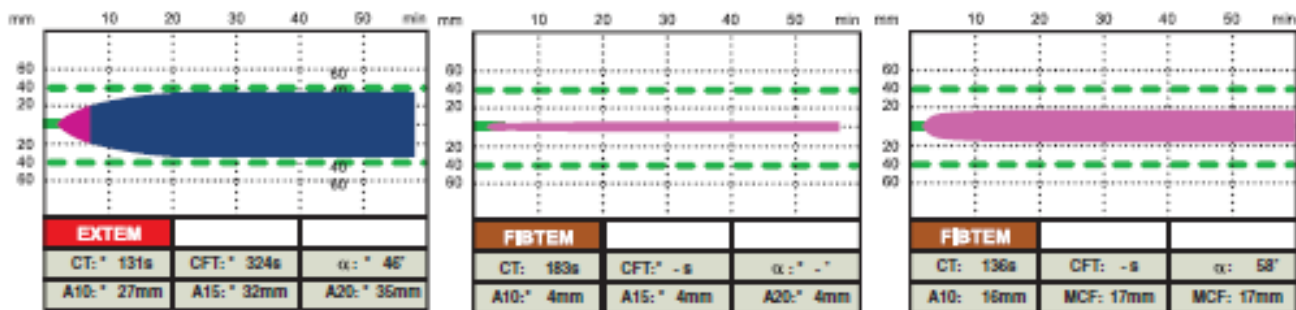 mm 10 20 30 40 50 min
60 60
40 40
20
20
40 40
60 60
EXTEM
CT:* 131s CFT:* 324s α:* 46°
A10:* 27mm A15:* 32mm A20:* 35mm
mm 10 20 30 40 50 min
60
40
20
20
40
60
FIBTEM
CT: 183s CFT:* - s α:* -°
A10:* 4mm A15:* 4mm A20:* 4mm
mm 10 20 30 40 50 min
60
40
20
20
40
60
FIBTEM
CT: 136s CFT: - s α: 58°
A10: 16mm MCF: 17mm MCF: 17mm